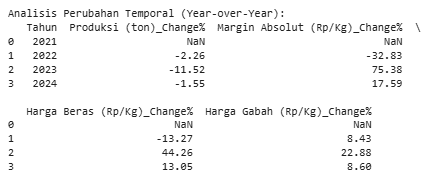 Analisis Perubahan Temporal (Year-over-Year):
Tahun Produksi (ton)_Change% Margin Absolut (Rp/Kg)_Change% \
0 2021 NaN NaN
1 2022 -2.26 -32.83
2 2023 -11.52 75.38
3 2024 -1.55 17.59
Harga Beras (Rp/Kg)_Change% Harga Gabah (Rp/Kg)_Change%
0 NaN NaN
1 -13.27 8.43
2 44.26 22.88
3 13.05 8.60